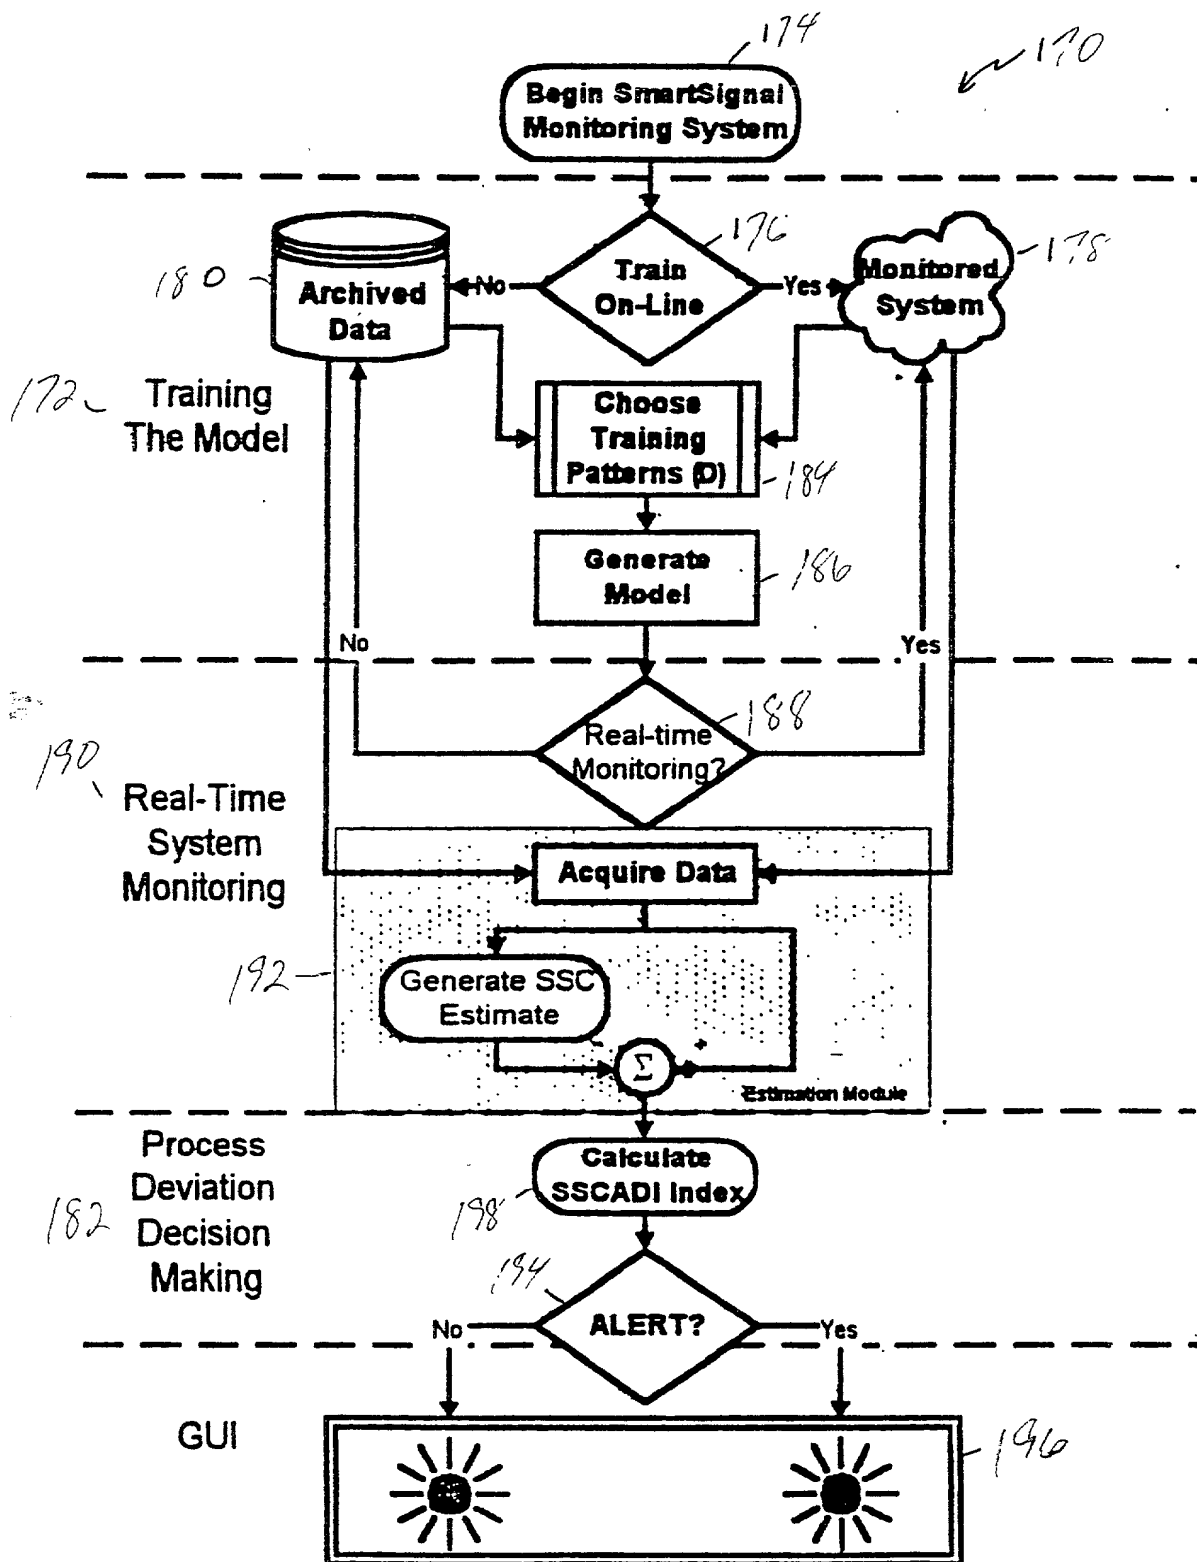 174
170
Begin SmartSignal
Monitoring System
176
178
180
Archived
Data
No
Train
On-Line
Yes
Monitored
System
172
Training
The Model
Choose
Training
Patterns (D)
184
Generate
Model
186
No
Yes
188
190
Real-time
Monitoring?
Real-Time
System
Monitoring
Acquire Data
192
Generate SSC
Estimate
-
+
Σ
Estimation Module
Process
Deviation
Decision
Making
182
Calculate
SSCADI Index
198
194
No
ALERT?
Yes
GUI
196